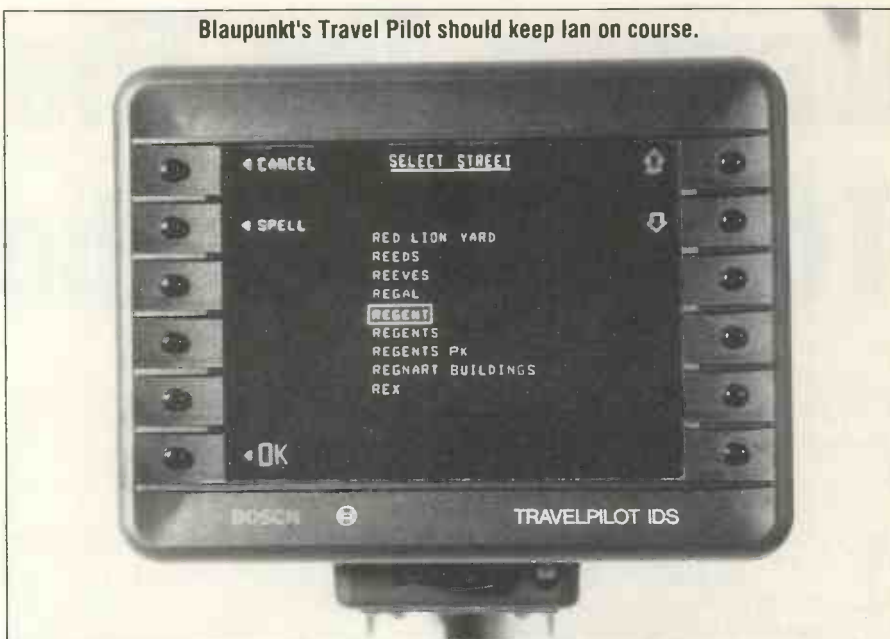 Blaupunkt's Travel Pilot should keep Ian on course.
CANCEL SELECT STREET
SPELL
RED LION YARD
REEDS
REEVES
REGAL
REGENT
REGENTS
REGENTS PK
REGNART BUILDINGS
REX
OK
BOSCH TRAVELPILOT IDS